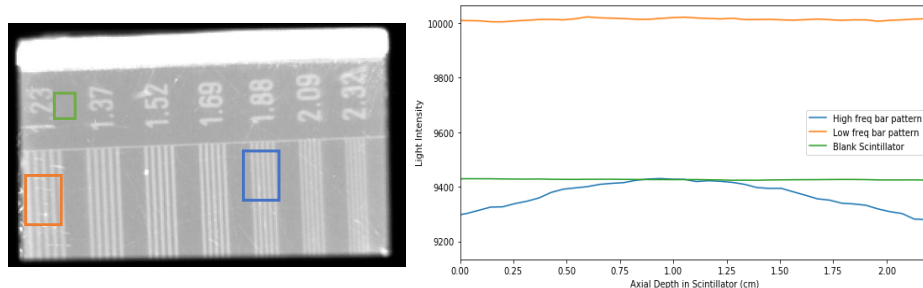 1.23
1.37
1.52
1.69
1.88
2.09
2.32
10000
9800
9600
9400
9200
Light Intensity
High freq bar pattern
Low freq bar pattern
Blank Scintillator
0.00 0.25 0.50 0.75 1.00 1.25 1.50 1.75 2.00
Axial Depth in Scintillator (cm)